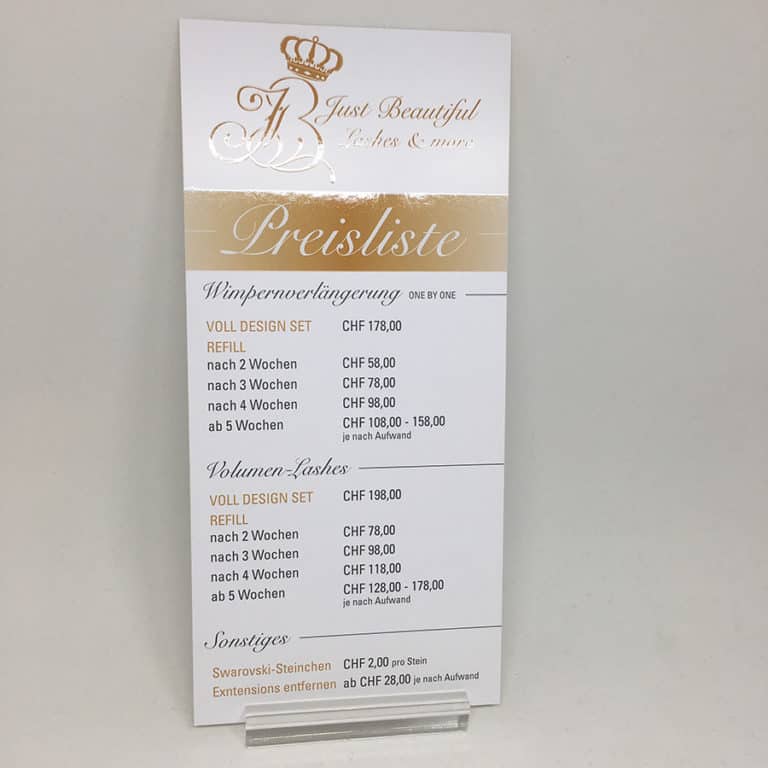 JB
Just Beautiful
Lashes & more
Preisliste
Wimpernverlängerung ONE BY ONE
VOLL DESIGN SET CHF 178,00
REFILL
nach 2 Wochen CHF 58,00
nach 3 Wochen CHF 78,00
nach 4 Wochen CHF 98,00
ab 5 Wochen CHF 108,00 - 158,00
je nach Aufwand
Volumen-Lashes
VOLL DESIGN SET CHF 198,00
REFILL
nach 2 Wochen CHF 78,00
nach 3 Wochen CHF 98,00
nach 4 Wochen CHF 118,00
ab 5 Wochen CHF 128,00 - 178,00
je nach Aufwand
Sonstiges
Swarovski-Steinchen CHF 2,00 pro Stein
Exntensions entfernen ab CHF 28,00 je nach Aufwand